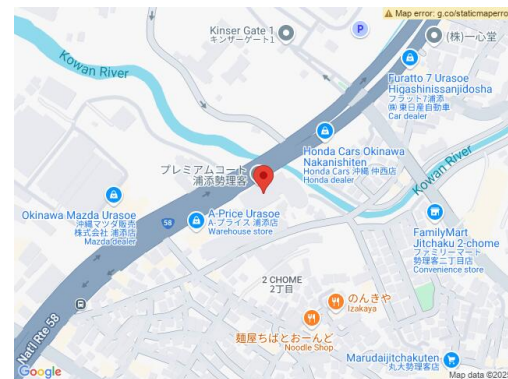 Map error: g.co/staticmaperro
Kinser Gate 1
キンザーゲート1
P
(株)一心堂
Furatto 7 Urasoe
Higashinissanjidosha
フラット7浦添
㈱東日産自動車
Car dealer
Kowan River
Honda Cars Okinawa
Nakanishiten
Honda Cars 沖縄 仲西店
Honda dealer
Kowan River
プレミアムコート
浦添勢理客
Okinawa Mazda Urasoe
沖縄マツダ販売
株式会社 浦添店
Mazda dealer
58
A-Price Urasoe
A-プライス 浦添店
Warehouse store
FamilyMart
Jitchaku 2-chome
ファミリーマート
勢理客二丁目店
Convenience store
2 CHOME
2丁目
のんきや
Izakaya
麺屋ちばとおーんど
Noodle Shop
Natl Rte 58
Marudaijitchakuten
丸大勢理客店
Google
Map data ©2025